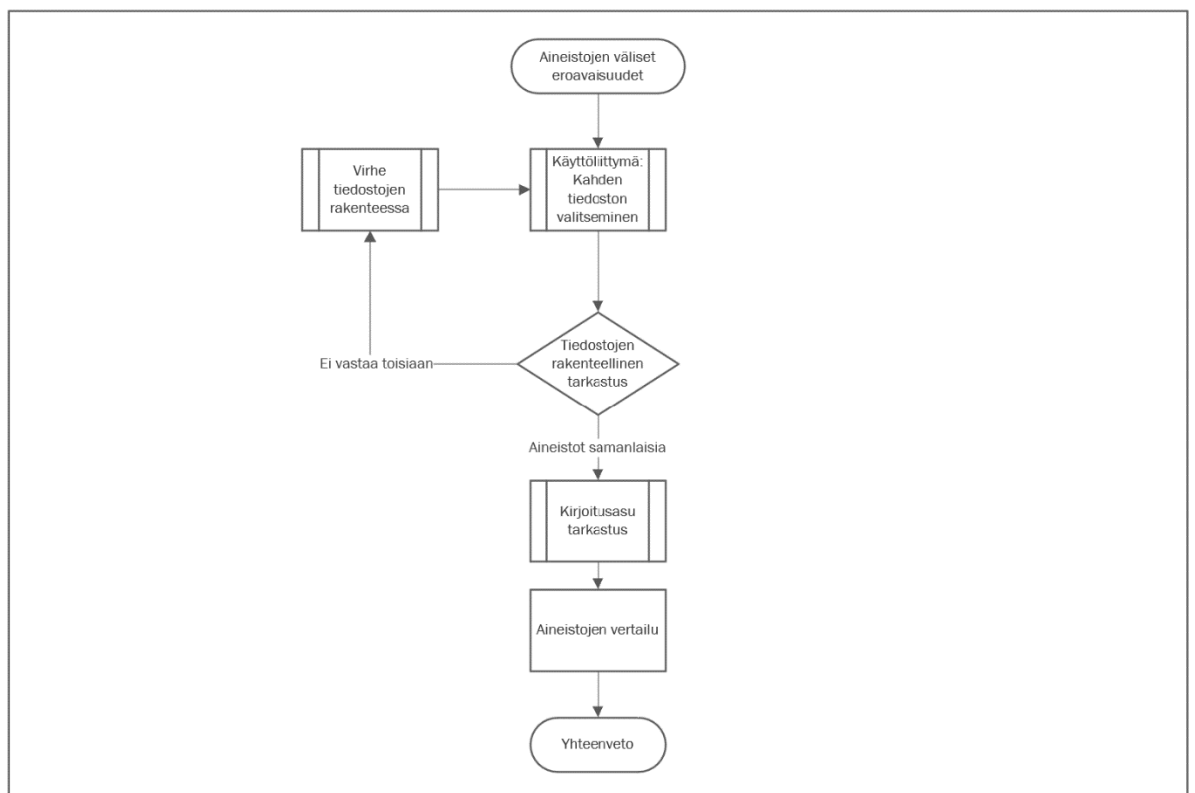 Aineistojen väliset
eroavaisuudet
Virhe
tiedostojen
rakenteessa
Käyttöliittymä:
Kahden
tiedoston
valitseminen
Tiedostojen
rakenteellinen
tarkastus
Ei vastaa toisiaan
Aineistot samanlaisia
Kirjoitusasu
tarkastus
Aineistojen vertailu
Yhteenveto